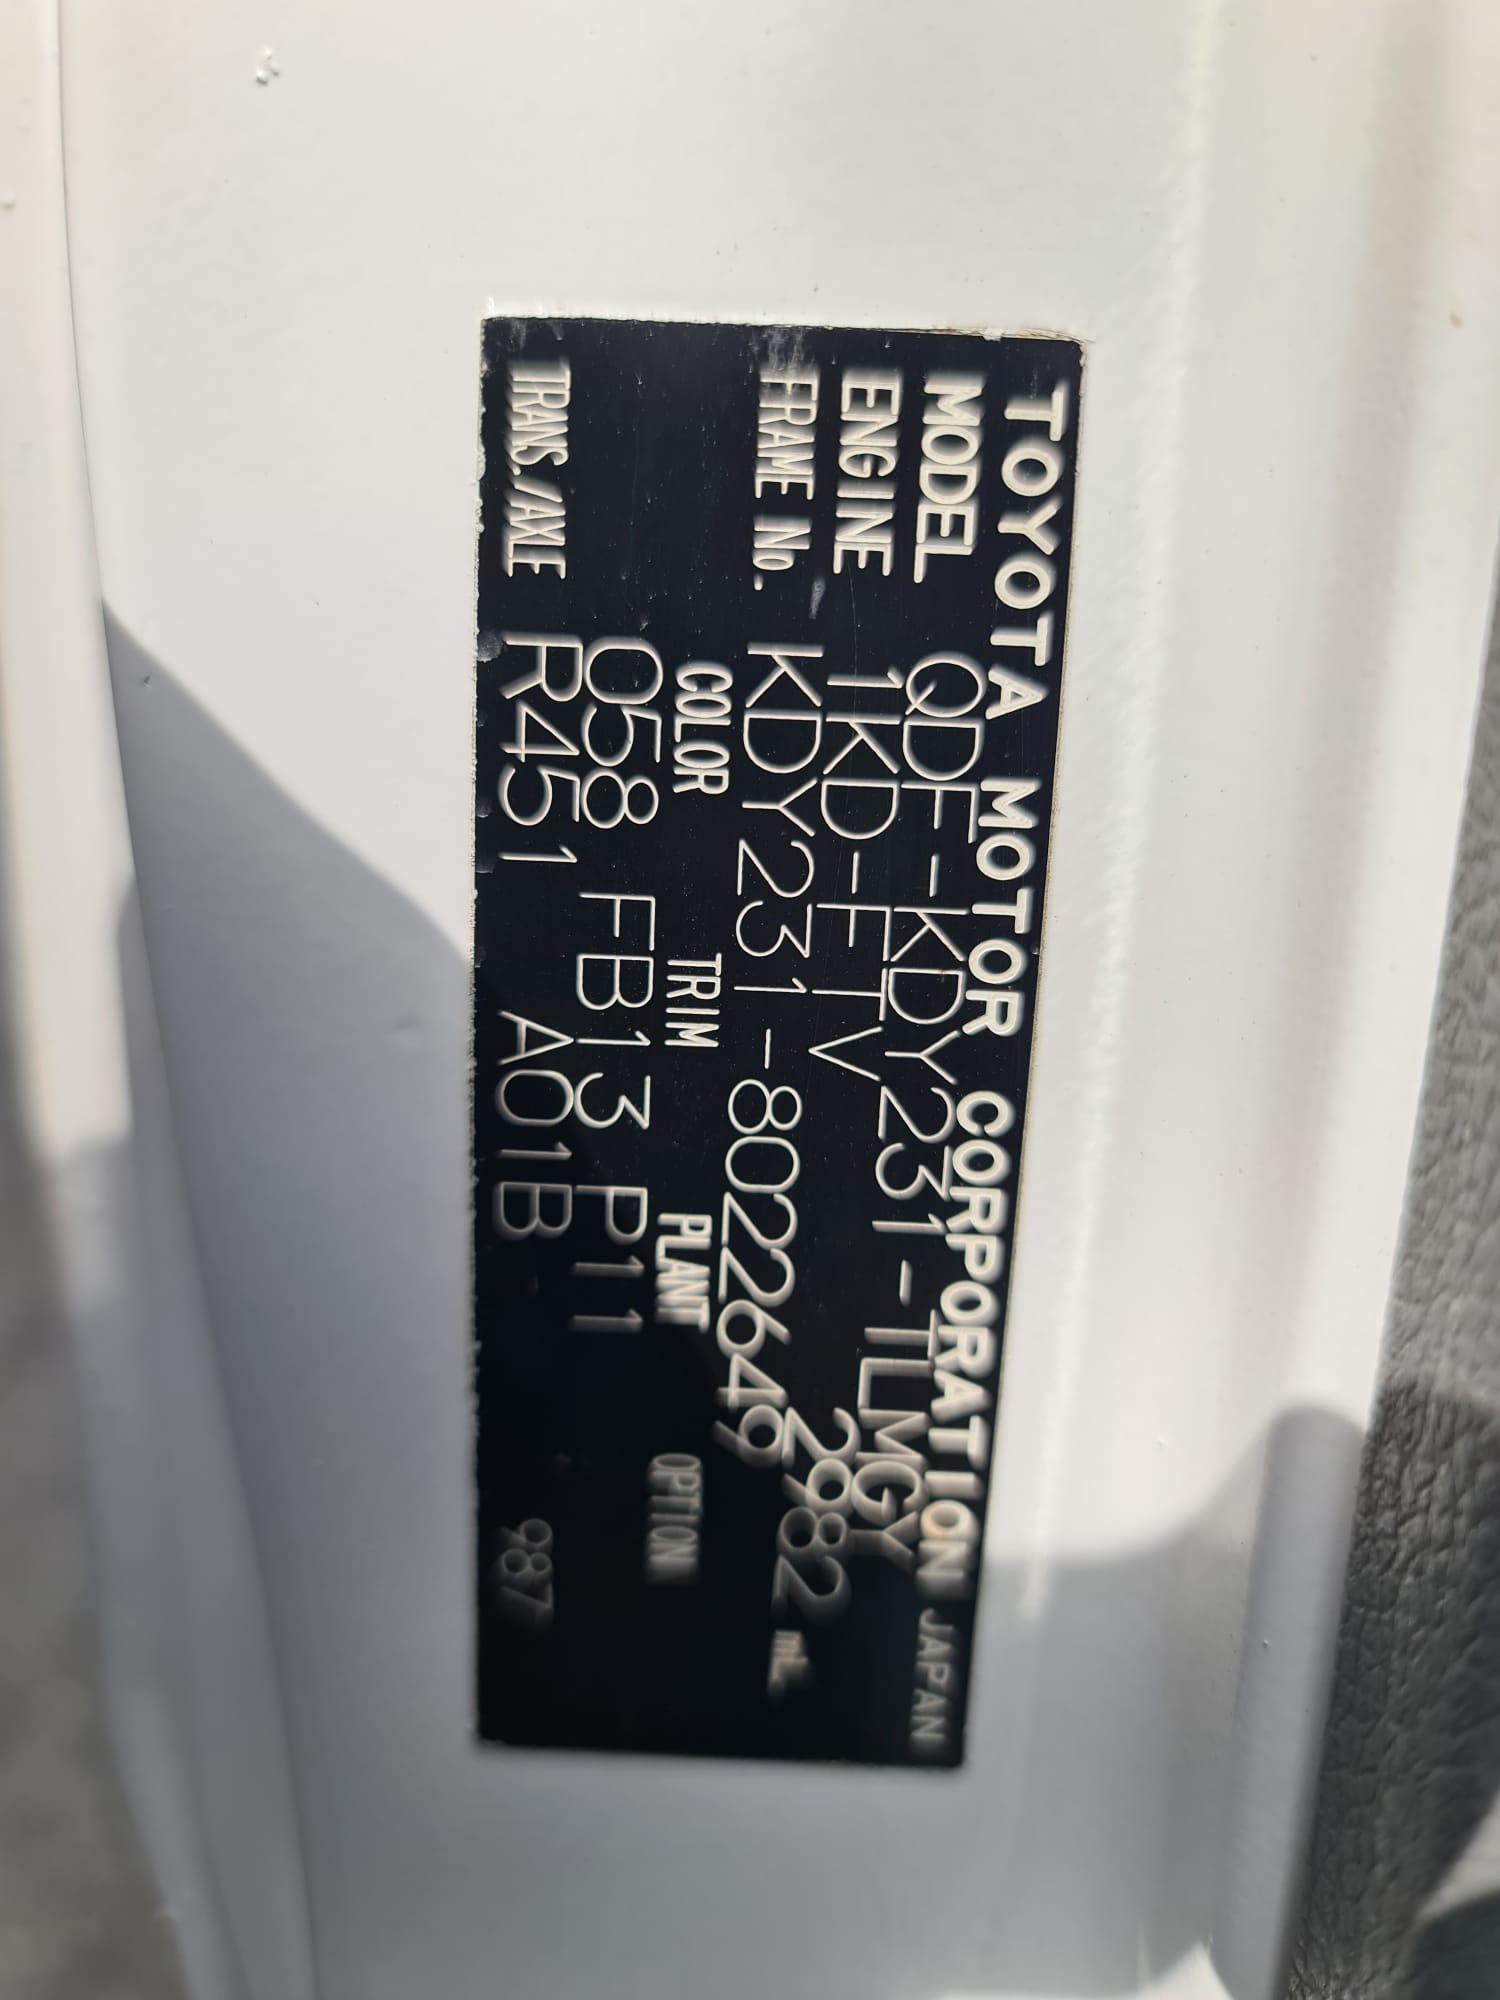 TOYOTA MOTOR CORPORATION JAPAN
MODEL QDF-KDY231-TLMGY
ENGINE 1KD-FTV 2982 mL
FRAME No. KDY231-8022649
COLOR TRIM PLANT OPTION
058 FB13 P11
TRANS./AXLE R451 A01B 987